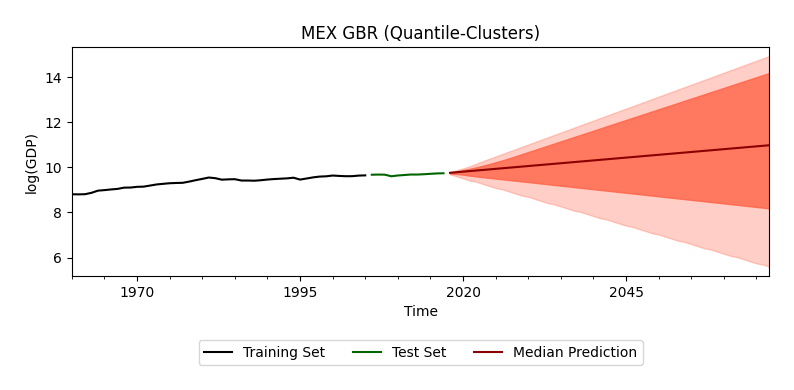 MEX GBR (Quantile-Clusters)
log(GDP)
14
12
10
8
6
1970 1995 2020 2045
Time
Training Set Test Set Median Prediction